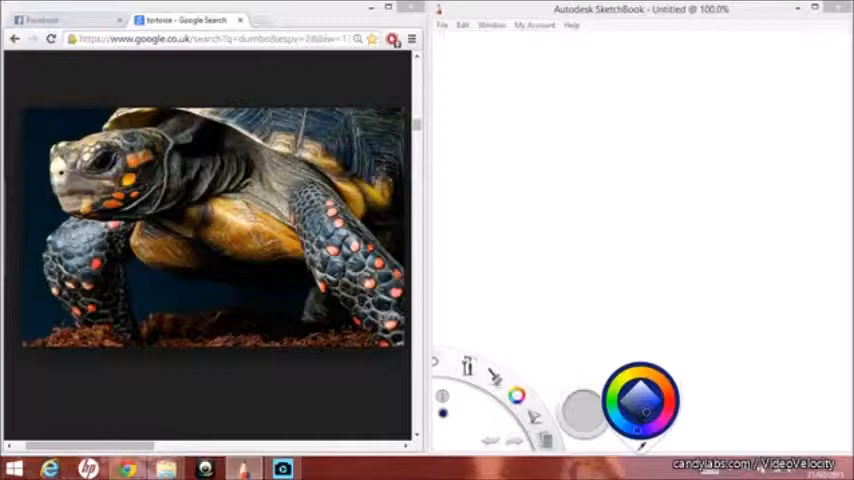 Facebook
tortoise - Google Search
https://www.google.co.uk/search?q=dumbo&espv=2&biw=1
Autodesk SketchBook - Untitled @ 100.0%
File Edit Window My Account Help
hp
candylabs.com / VideoVelocity